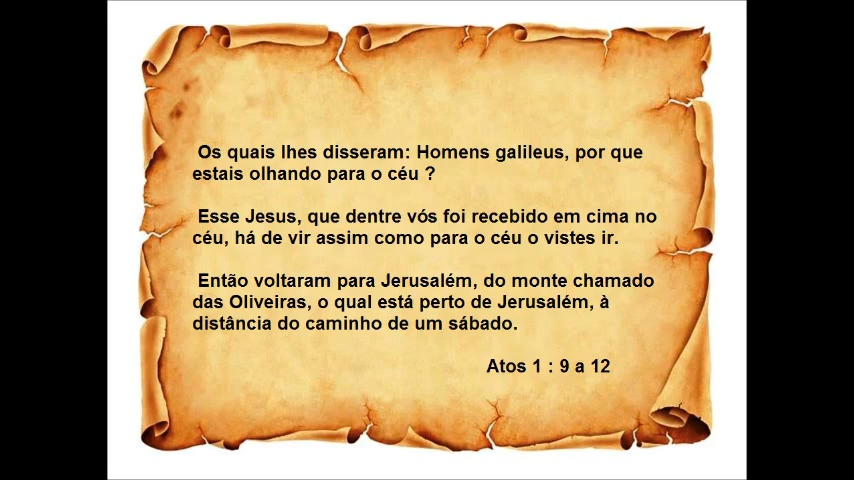 Os quais lhes disseram: Homens galileus, por que
estais olhando para o céu ?
Esse Jesus, que dentre vós foi recebido em cima no
céu, há de vir assim como para o céu o vistes ir.
Então voltaram para Jerusalém, do monte chamado
das Oliveiras, o qual está perto de Jerusalém, à
distância do caminho de um sábado.
Atos 1 : 9 a 12